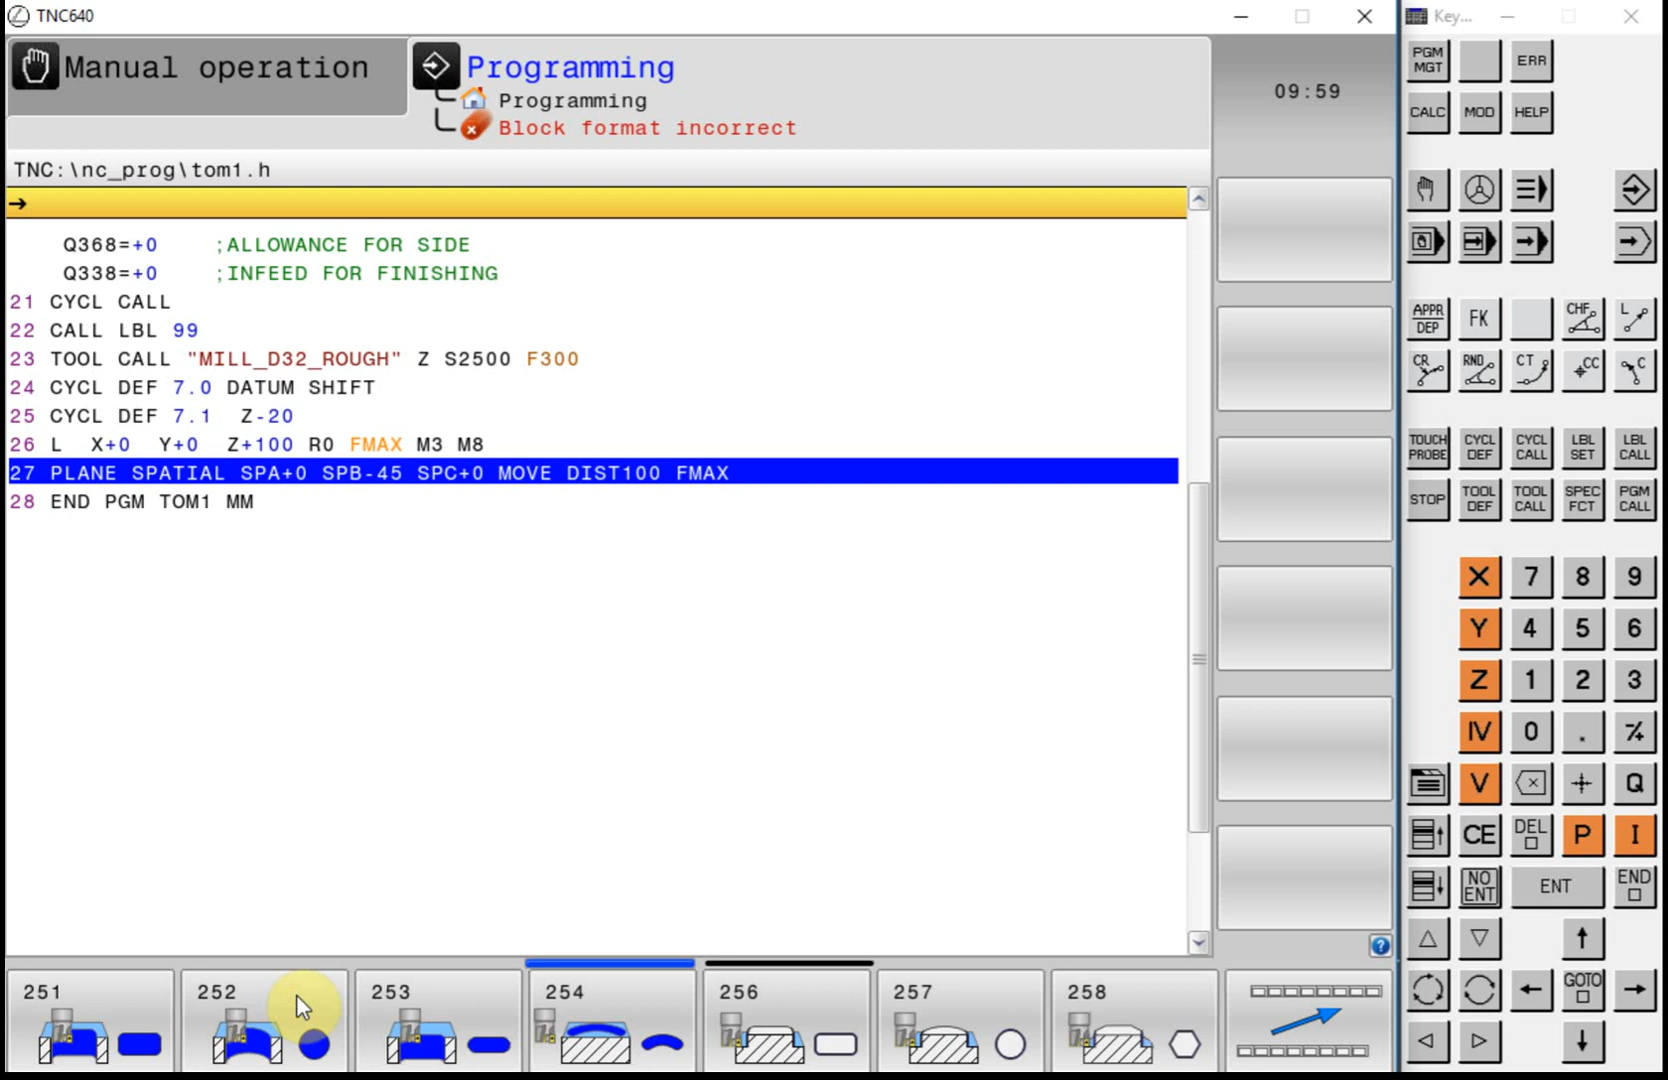 TNC640
Manual operation
Programming
Programming
Block format incorrect
09:59
TNC:\nc_prog\tom1.h
→
Q368=+0 ;ALLOWANCE FOR SIDE
Q338=+0 ;INFEED FOR FINISHING
21 CYCL CALL
22 CALL LBL 99
23 TOOL CALL "MILL_D32_ROUGH" Z S2500 F300
24 CYCL DEF 7.0 DATUM SHIFT
25 CYCL DEF 7.1 Z-20
26 L X+0 Y+0 Z+100 R0 FMAX M3 M8
27 PLANE SPATIAL SPA+0 SPB-45 SPC+0 MOVE DIST100 FMAX
28 END PGM TOM1 MM
251 252 253 254 256 257 258
Key...
PGM MGT ERR
CALC MOD HELP
APPR DEP FK CHF L
CR RND CT CC C
TOUCH PROBE CYCL DEF CYCL CALL LBL SET LBL CALL
STOP TOOL DEF TOOL CALL SPEC FCT PGM CALL
X 7 8 9
Y 4 5 6
Z 1 2 3
IV 0 .
V Q
CE DEL P I
NO ENT ENT END
GOTO